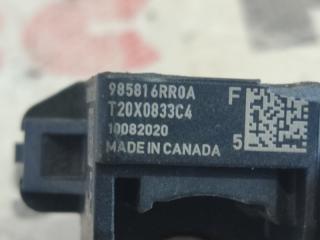 985816RR0A F
T20X0833C4
10082020
MADE IN CANADA 5